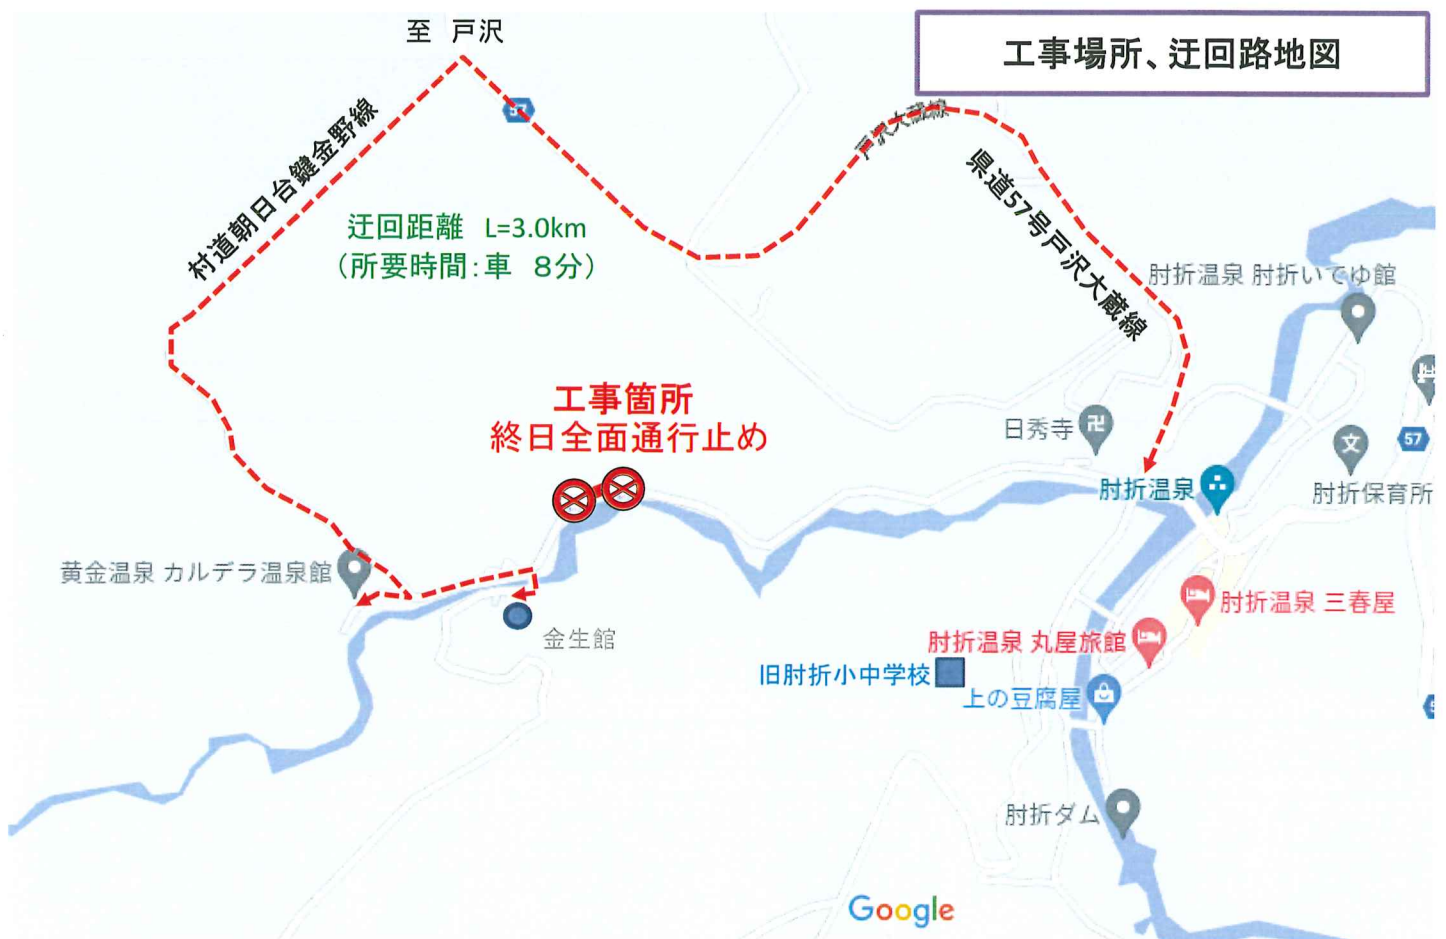 至 戸沢
工事場所、迂回路地図
57
戸沢大蔵線
村道朝日台鍵金野線
県道57号戸沢大蔵線
迂回距離 L=3.0km
（所要時間：車 8分）
肘折温泉 肘折いでゆ館
工事箇所
終日全面通行止め
日秀寺
卍
文
57
肘折温泉
肘折保育所
黄金温泉 カルデラ温泉館
金生館
肘折温泉 三春屋
肘折温泉 丸屋旅館
旧肘折小中学校
上の豆腐屋
肘折ダム
Google